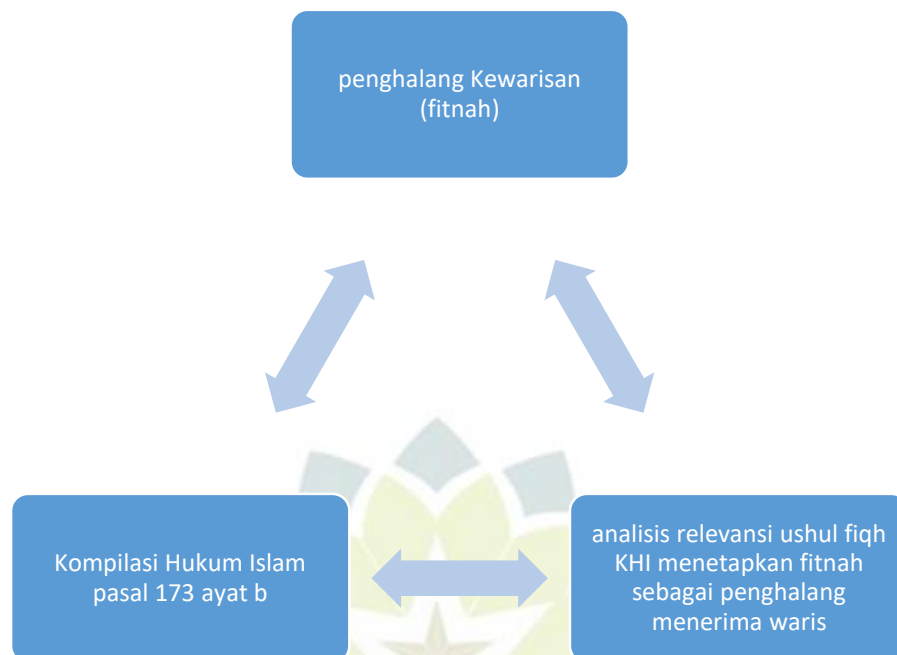 penghalang Kewarisan
(fitnah)
Kompilasi Hukum Islam
pasal 173 ayat b
analisis relevansi ushul fiqh
KHI menetapkan fitnah
sebagai penghalang
menerima waris